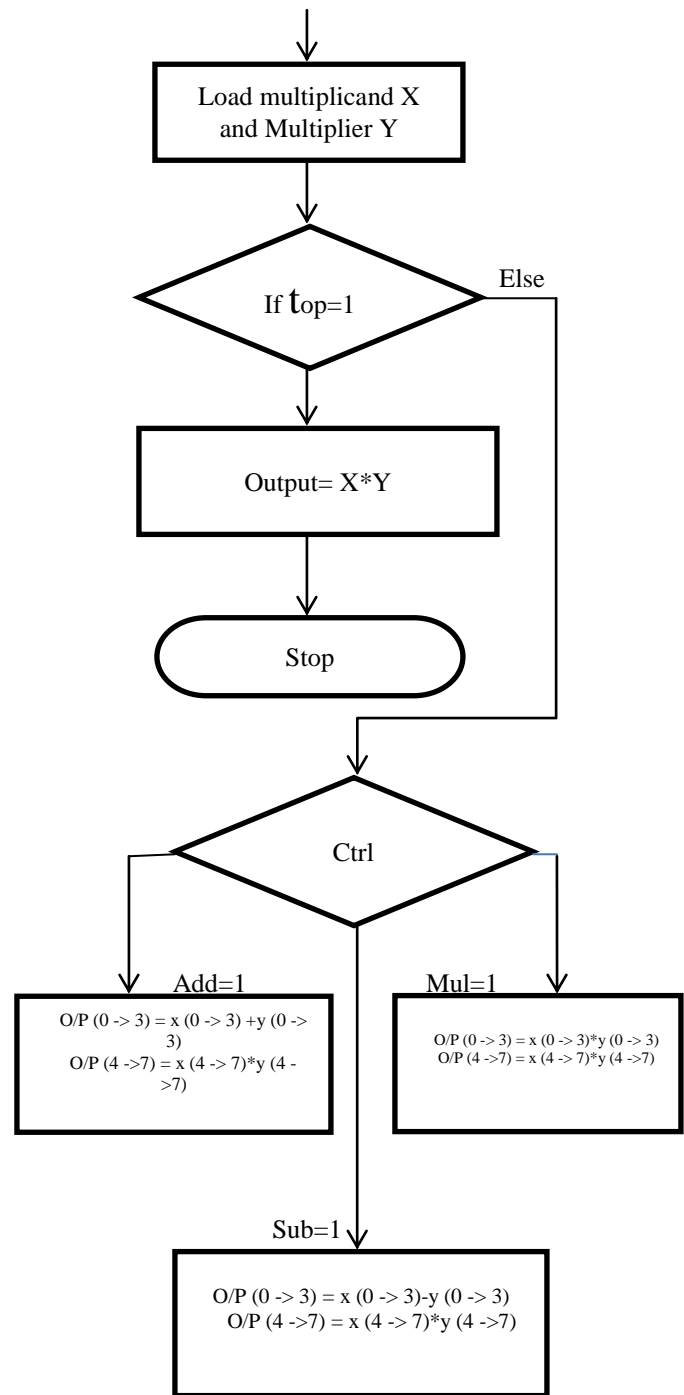 Load multiplicand X
and Multiplier Y
Else
If top=1
Output= X*Y
Stop
Ctrl
Add=1
Mul=1
O/P (0 -> 3) = x (0 -> 3) +y (0 ->
3)
O/P (4 ->7) = x (4 -> 7)*y (4 -
>7)
O/P (0 -> 3) = x (0 -> 3)*y (0 -> 3)
O/P (4 ->7) = x (4 -> 7)*y (4 ->7)
Sub=1
O/P (0 -> 3) = x (0 -> 3)-y (0 -> 3)
O/P (4 ->7) = x (4 -> 7)*y (4 ->7)